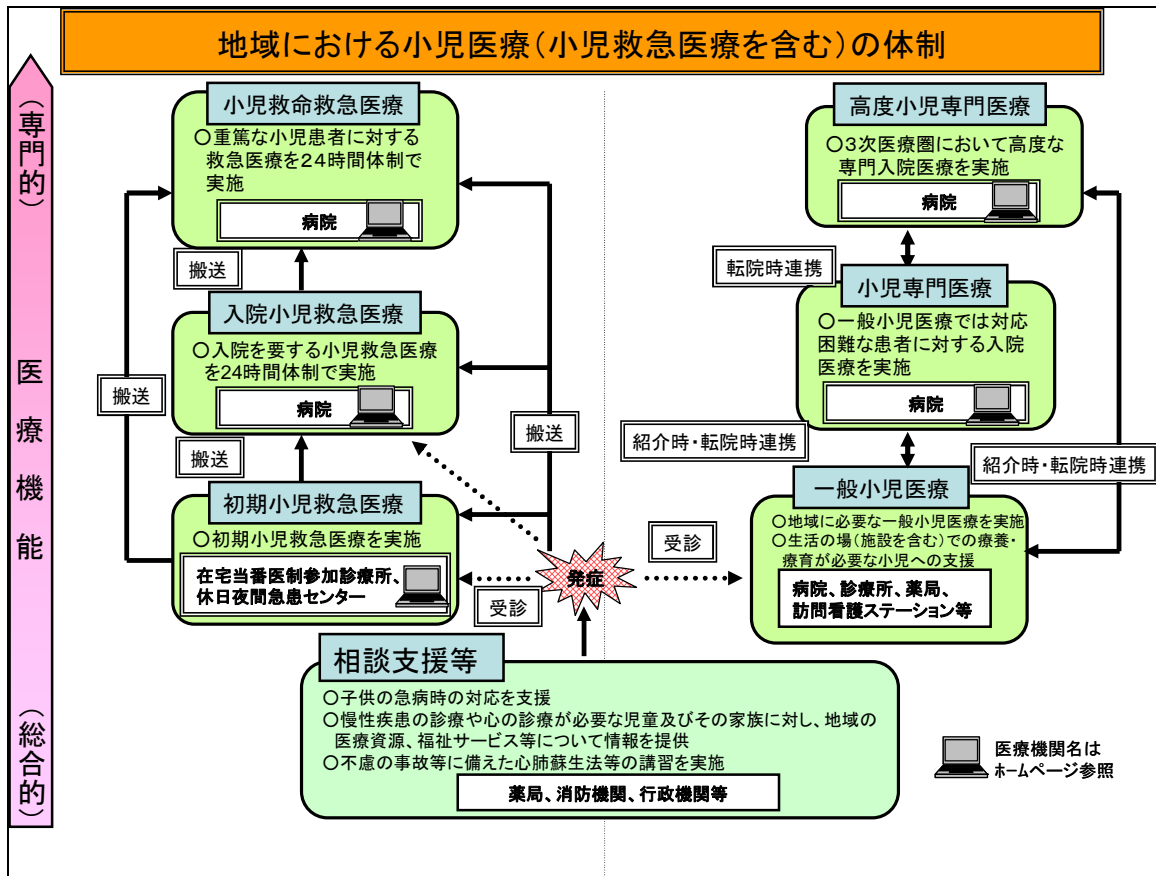 地域における小児医療（小児救急医療を含む）の体制
（専門的）
医療機能
（総合的）
小児救命救急医療
○重篤な小児患者に対する
救急医療を24時間体制で
実施
病院
搬送
入院小児救急医療
○入院を要する小児救急医療
を24時間体制で実施
病院
搬送
搬送
搬送
初期小児救急医療
○初期小児救急医療を実施
在宅当番医制参加診療所、
休日夜間急患センター
受診
発症
受診
高度小児専門医療
○３次医療圏において高度な
専門入院医療を実施
病院
転院時連携
小児専門医療
○一般小児医療では対応
困難な患者に対する入院
医療を実施
病院
紹介時・転院時連携
紹介時・転院時連携
一般小児医療
○地域に必要な一般小児医療を実施
○生活の場（施設を含む）での療養・
療育が必要な小児への支援
病院、診療所、薬局、
訪問看護ステーション等
相談支援等
○子供の急病時の対応を支援
○慢性疾患の診療や心の診療が必要な児童及びその家族に対し、地域の
医療資源、福祉サービス等について情報を提供
○不慮の事故等に備えた心肺蘇生法等の講習を実施
薬局、消防機関、行政機関等
医療機関名は
ホームページ参照